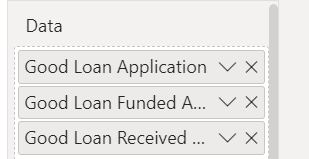 Data
Good Loan Application
Good Loan Funded A...
Good Loan Received ...